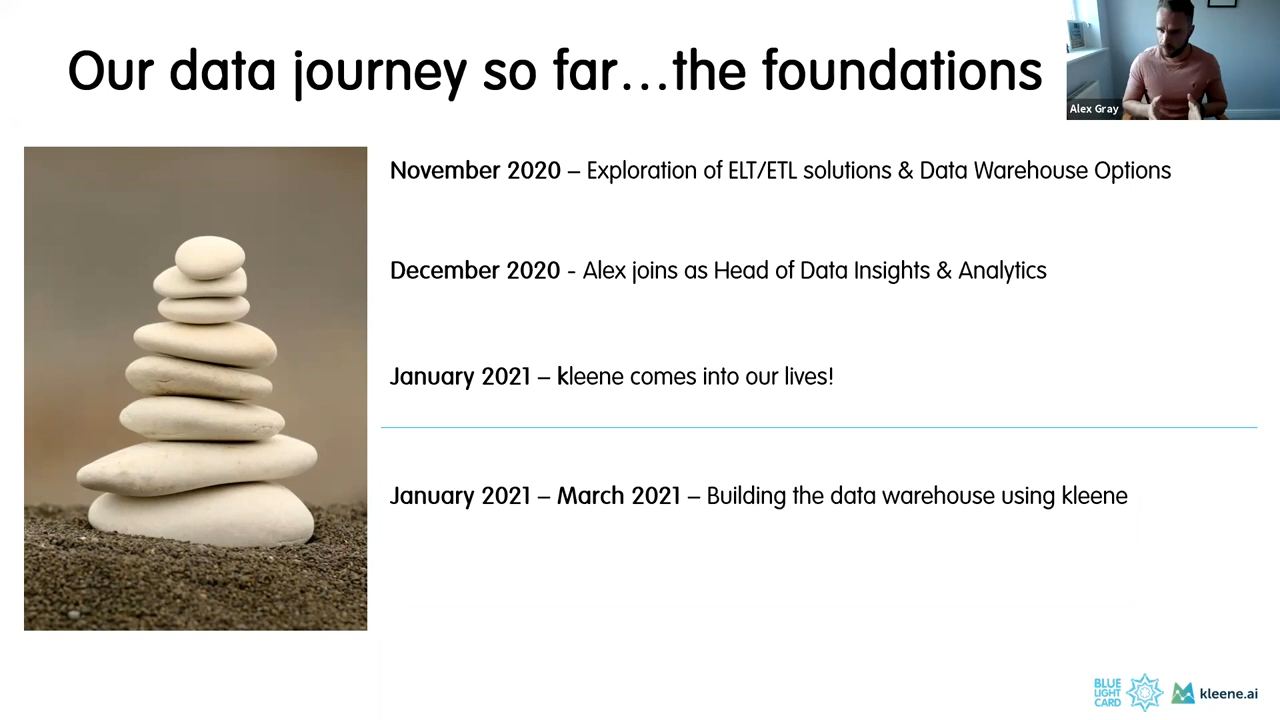 Our data journey so far…the foundations
Alex Gray
November 2020 – Exploration of ELT/ETL solutions & Data Warehouse Options
December 2020 - Alex joins as Head of Data Insights & Analytics
January 2021 – kleene comes into our lives!
January 2021 – March 2021 – Building the data warehouse using kleene
BLUE
LIGHT
CARD
kleene.ai